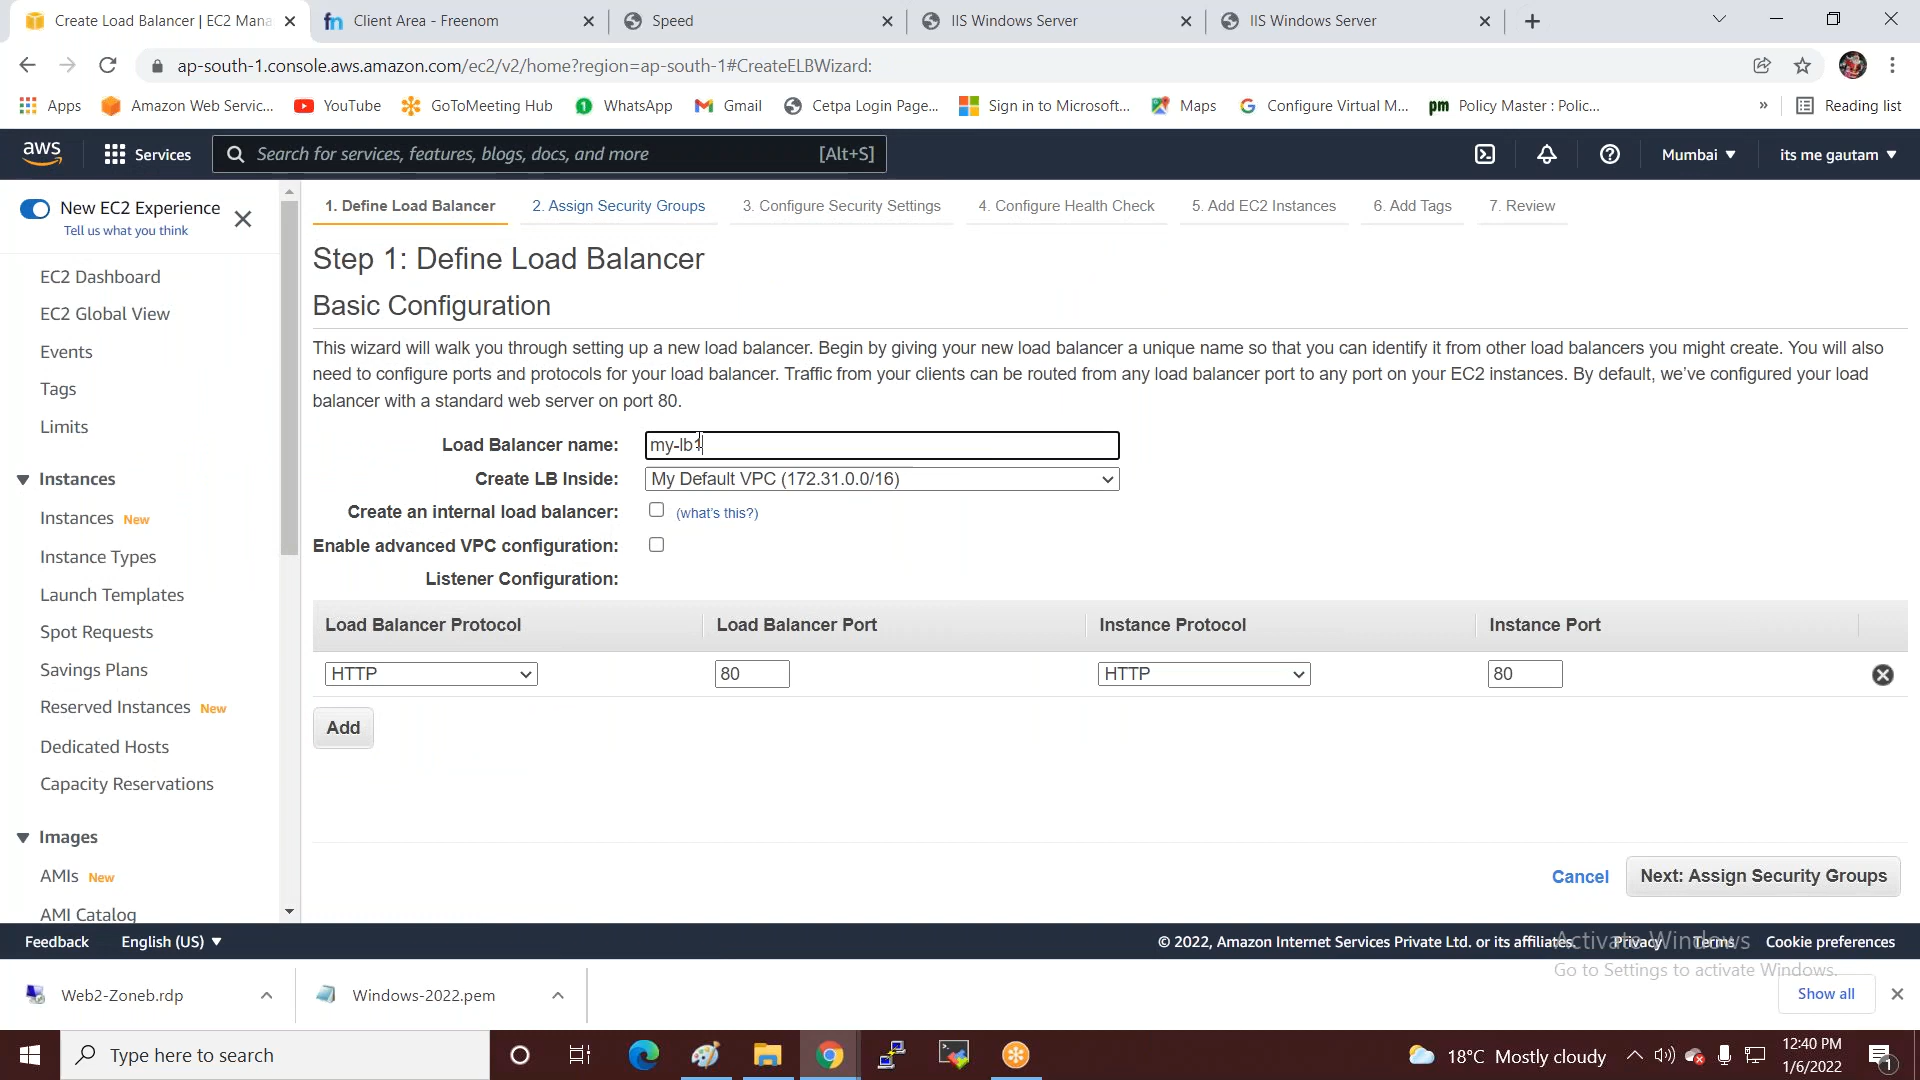 Create Load Balancer | EC2 Mana
Client Area - Freenom
Speed
IIS Windows Server
IIS Windows Server
ap-south-1.console.aws.amazon.com/ec2/v2/home?region=ap-south-1#CreateELBWizard:
Apps
Amazon Web Servic...
YouTube
GoToMeeting Hub
WhatsApp
Gmail
Cetpa Login Page...
Sign in to Microsoft...
Maps
Configure Virtual M...
pm Policy Master : Polic...
»
Reading list
aws
Services
Search for services, features, blogs, docs, and more [Alt+S]
Mumbai
its me gautam
New EC2 Experience
Tell us what you think
EC2 Dashboard
EC2 Global View
Events
Tags
Limits
Instances
Instances New
Instance Types
Launch Templates
Spot Requests
Savings Plans
Reserved Instances New
Dedicated Hosts
Capacity Reservations
Images
AMIs New
AMI Catalog
1. Define Load Balancer
2. Assign Security Groups
3. Configure Security Settings
4. Configure Health Check
5. Add EC2 Instances
6. Add Tags
7. Review
Step 1: Define Load Balancer
Basic Configuration
This wizard will walk you through setting up a new load balancer. Begin by giving your new load balancer a unique name so that you can identify it from other load balancers you might create. You will also
need to configure ports and protocols for your load balancer. Traffic from your clients can be routed from any load balancer port to any port on your EC2 instances. By default, we've configured your load
balancer with a standard web server on port 80.
Load Balancer name: my-lb1
Create LB Inside: My Default VPC (172.31.0.0/16)
Create an internal load balancer: (what's this?)
Enable advanced VPC configuration:
Listener Configuration:
Load Balancer Protocol Load Balancer Port Instance Protocol Instance Port
HTTP 80 HTTP 80
Add
Cancel
Next: Assign Security Groups
Feedback
English (US)
© 2022, Amazon Internet Services Private Ltd. or its affiliates.
Privacy
Terms
Cookie preferences
Activate Windows
Go to Settings to activate Windows.
Web2-Zoneb.rdp
Windows-2022.pem
Show all
Type here to search
18°C Mostly cloudy
12:40 PM
1/6/2022
1